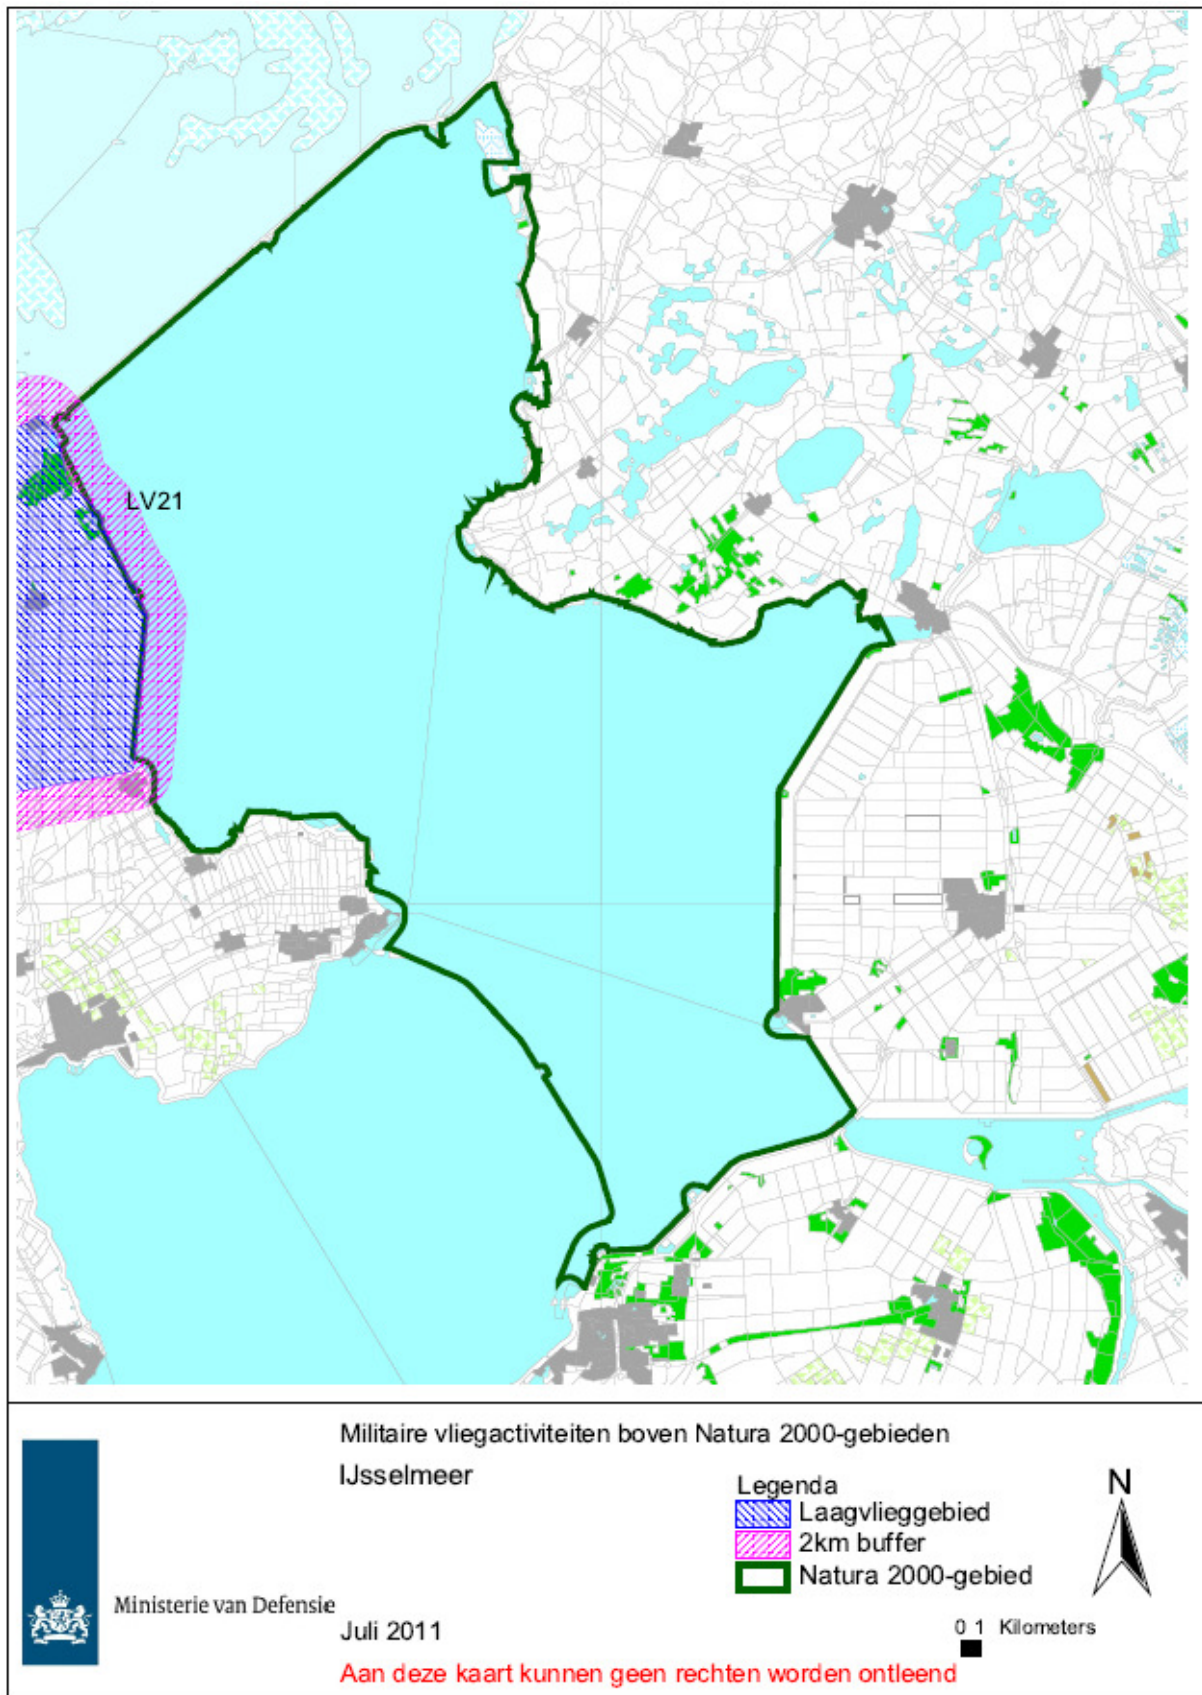 LV21
Militaire vliegactiviteiten boven Natura 2000-gebieden
IJsselmeer
Legenda
Laagvlieggebied
2km buffer
Natura 2000-gebied
N
Ministerie van Defensie
0 1 Kilometers
Juli 2011
Aan deze kaart kunnen geen rechten worden ontleend